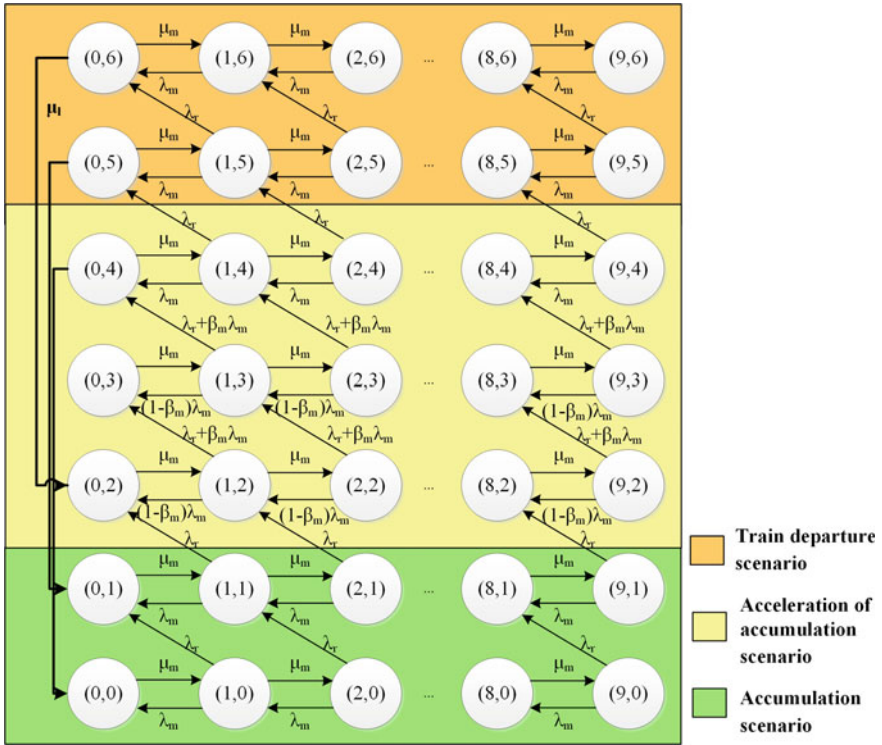 μm μm μm
(0,6) (1,6) (2,6) ... (8,6) (9,6)
λm λm λm
μl λr λr λr
μm μm μm
(0,5) (1,5) (2,5) ... (8,5) (9,5)
λm λm λm
λr λr λr
μm μm μm
(0,4) (1,4) (2,4) ... (8,4) (9,4)
λm λm λm
λr+βmλm λr+βmλm λr+βmλm
μm μm μm
(0,3) (1,3) (2,3) ... (8,3) (9,3)
(1-βm)λm (1-βm)λm (1-βm)λm
λr+βmλm λr+βmλm λr+βmλm
μm μm μm
(0,2) (1,2) (2,2) ... (8,2) (9,2)
(1-βm)λm (1-βm)λm (1-βm)λm
λr λr λr
μm μm μm
(0,1) (1,1) (2,1) ... (8,1) (9,1)
λm λm λm
λr λr λr
μm μm μm
(0,0) (1,0) (2,0) ... (8,0) (9,0)
λm λm λm
Train departure
scenario
Acceleration of
accumulation
scenario
Accumulation
scenario